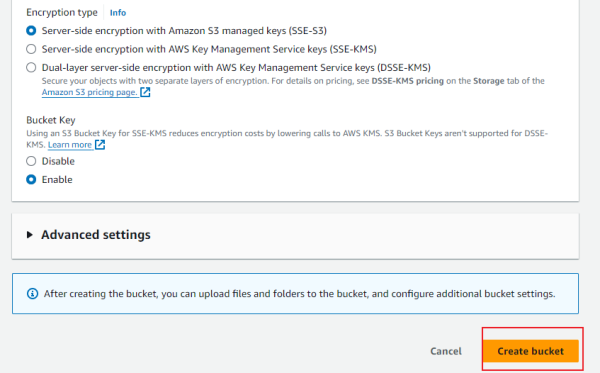 Encryption type Info
Server-side encryption with Amazon S3 managed keys (SSE-S3)
Server-side encryption with AWS Key Management Service keys (SSE-KMS)
Dual-layer server-side encryption with AWS Key Management Service keys (DSSE-KMS)
Secure your objects with two separate layers of encryption. For details on pricing, see DSSE-KMS pricing on the Storage tab of the
Amazon S3 pricing page.
Bucket Key
Using an S3 Bucket Key for SSE-KMS reduces encryption costs by lowering calls to AWS KMS. S3 Bucket Keys aren't supported for DSSE-
KMS. Learn more
Disable
Enable
Advanced settings
After creating the bucket, you can upload files and folders to the bucket, and configure additional bucket settings.
Cancel Create bucket